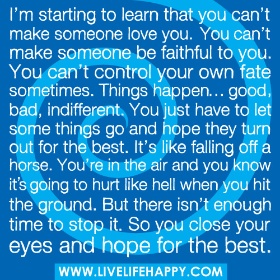 I'm starting to learn that you can't
make someone love you. You can't
make someone be faithful to you.
You can't control your own fate
sometimes. Things happen... good,
bad, indifferent. You just have to let
some things go and hope they turn
out for the best. It's like falling off a
horse. You're in the air and you know
it's going to hurt like hell when you hit
the ground. But there isn't enough
time to stop it. So you close your
eyes and hope for the best.
WWW.LIVELIFEHAPPY.COM